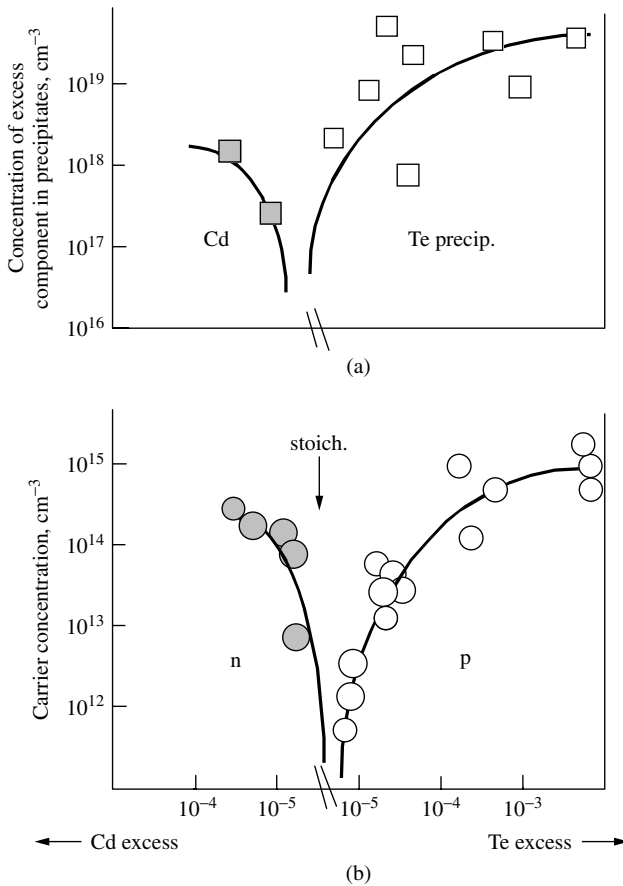 Concentration of excess
component in precipitates, cm⁻³
10¹⁹
10¹⁸
10¹⁷
10¹⁶
Cd
Te precip.
(a)
stoich.
Carrier concentration, cm⁻³
10¹⁵
10¹⁴
10¹³
10¹²
n
p
10⁻⁴ 10⁻⁵ 10⁻⁵ 10⁻⁴ 10⁻³
Cd excess
Te excess
(b)